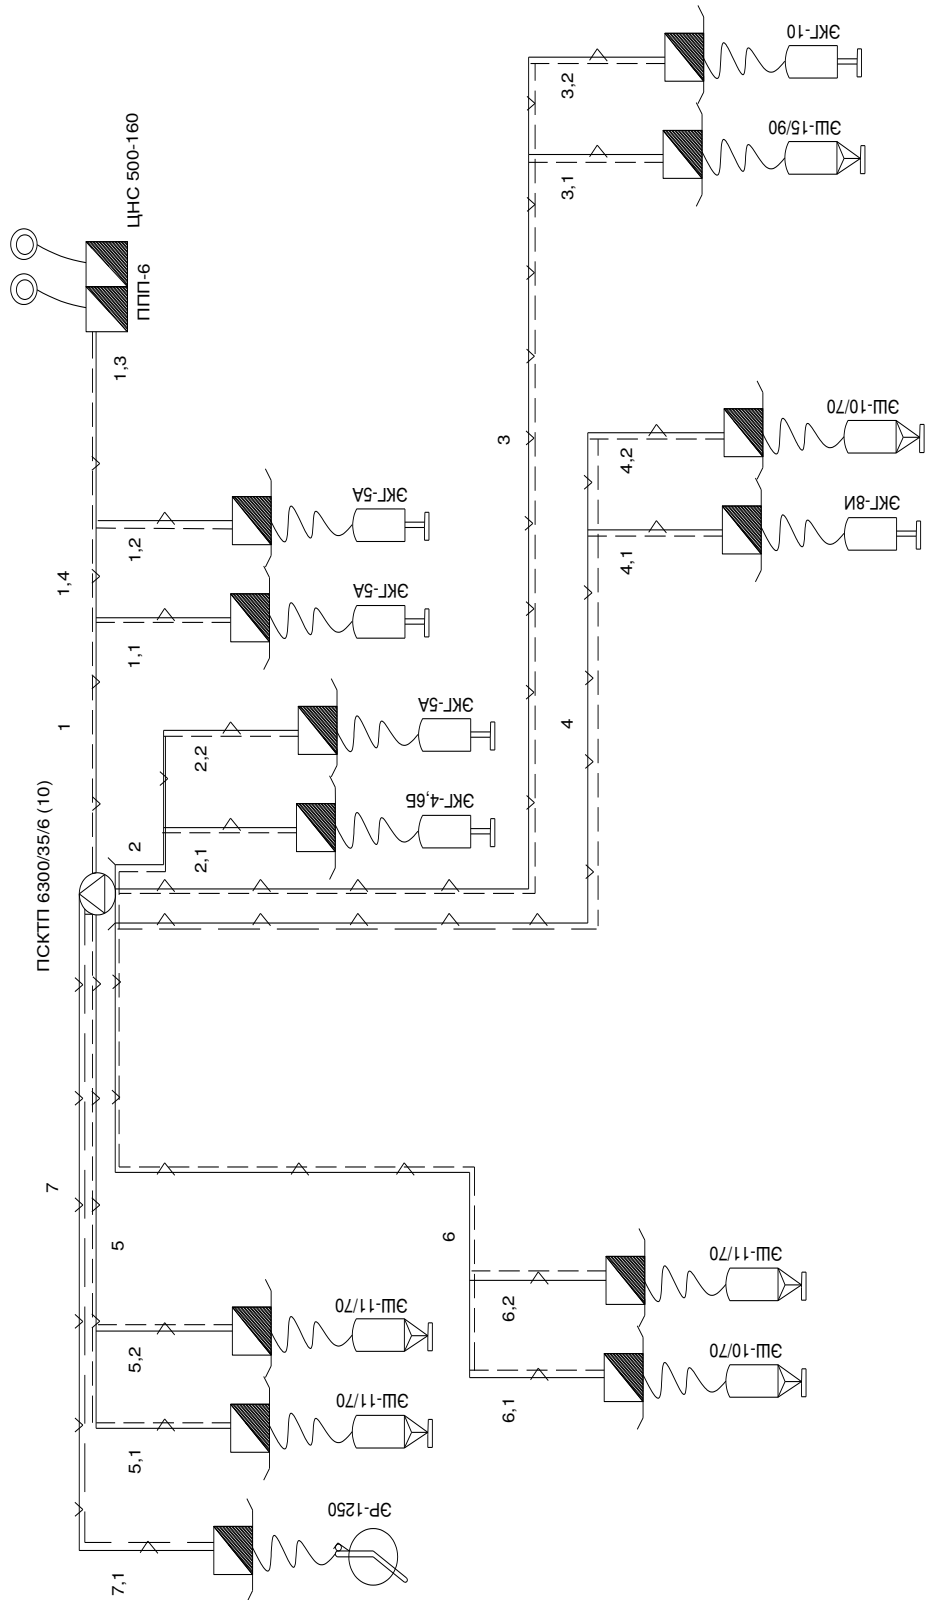 ЭКГ-10
3,2
ЭШ-15/90
3,1
ЦНС 500-160
ППП-6
1,3
3
ЭШ-10/70
4,2
ЭКГ-5А
1,2
ЭКГ-8И
4,1
1,4
ЭКГ-5А
1,1
1
ЭКГ-5А
2,2
4
ПСКТП 6300/35/6 (10)
ЭКГ-4,6Б
2
2,1
7
5
6
ЭШ-11/70
6,2
ЭШ-11/70
5,2
ЭШ-10/70
6,1
ЭШ-11/70
5,1
ЭР-1250
7,1